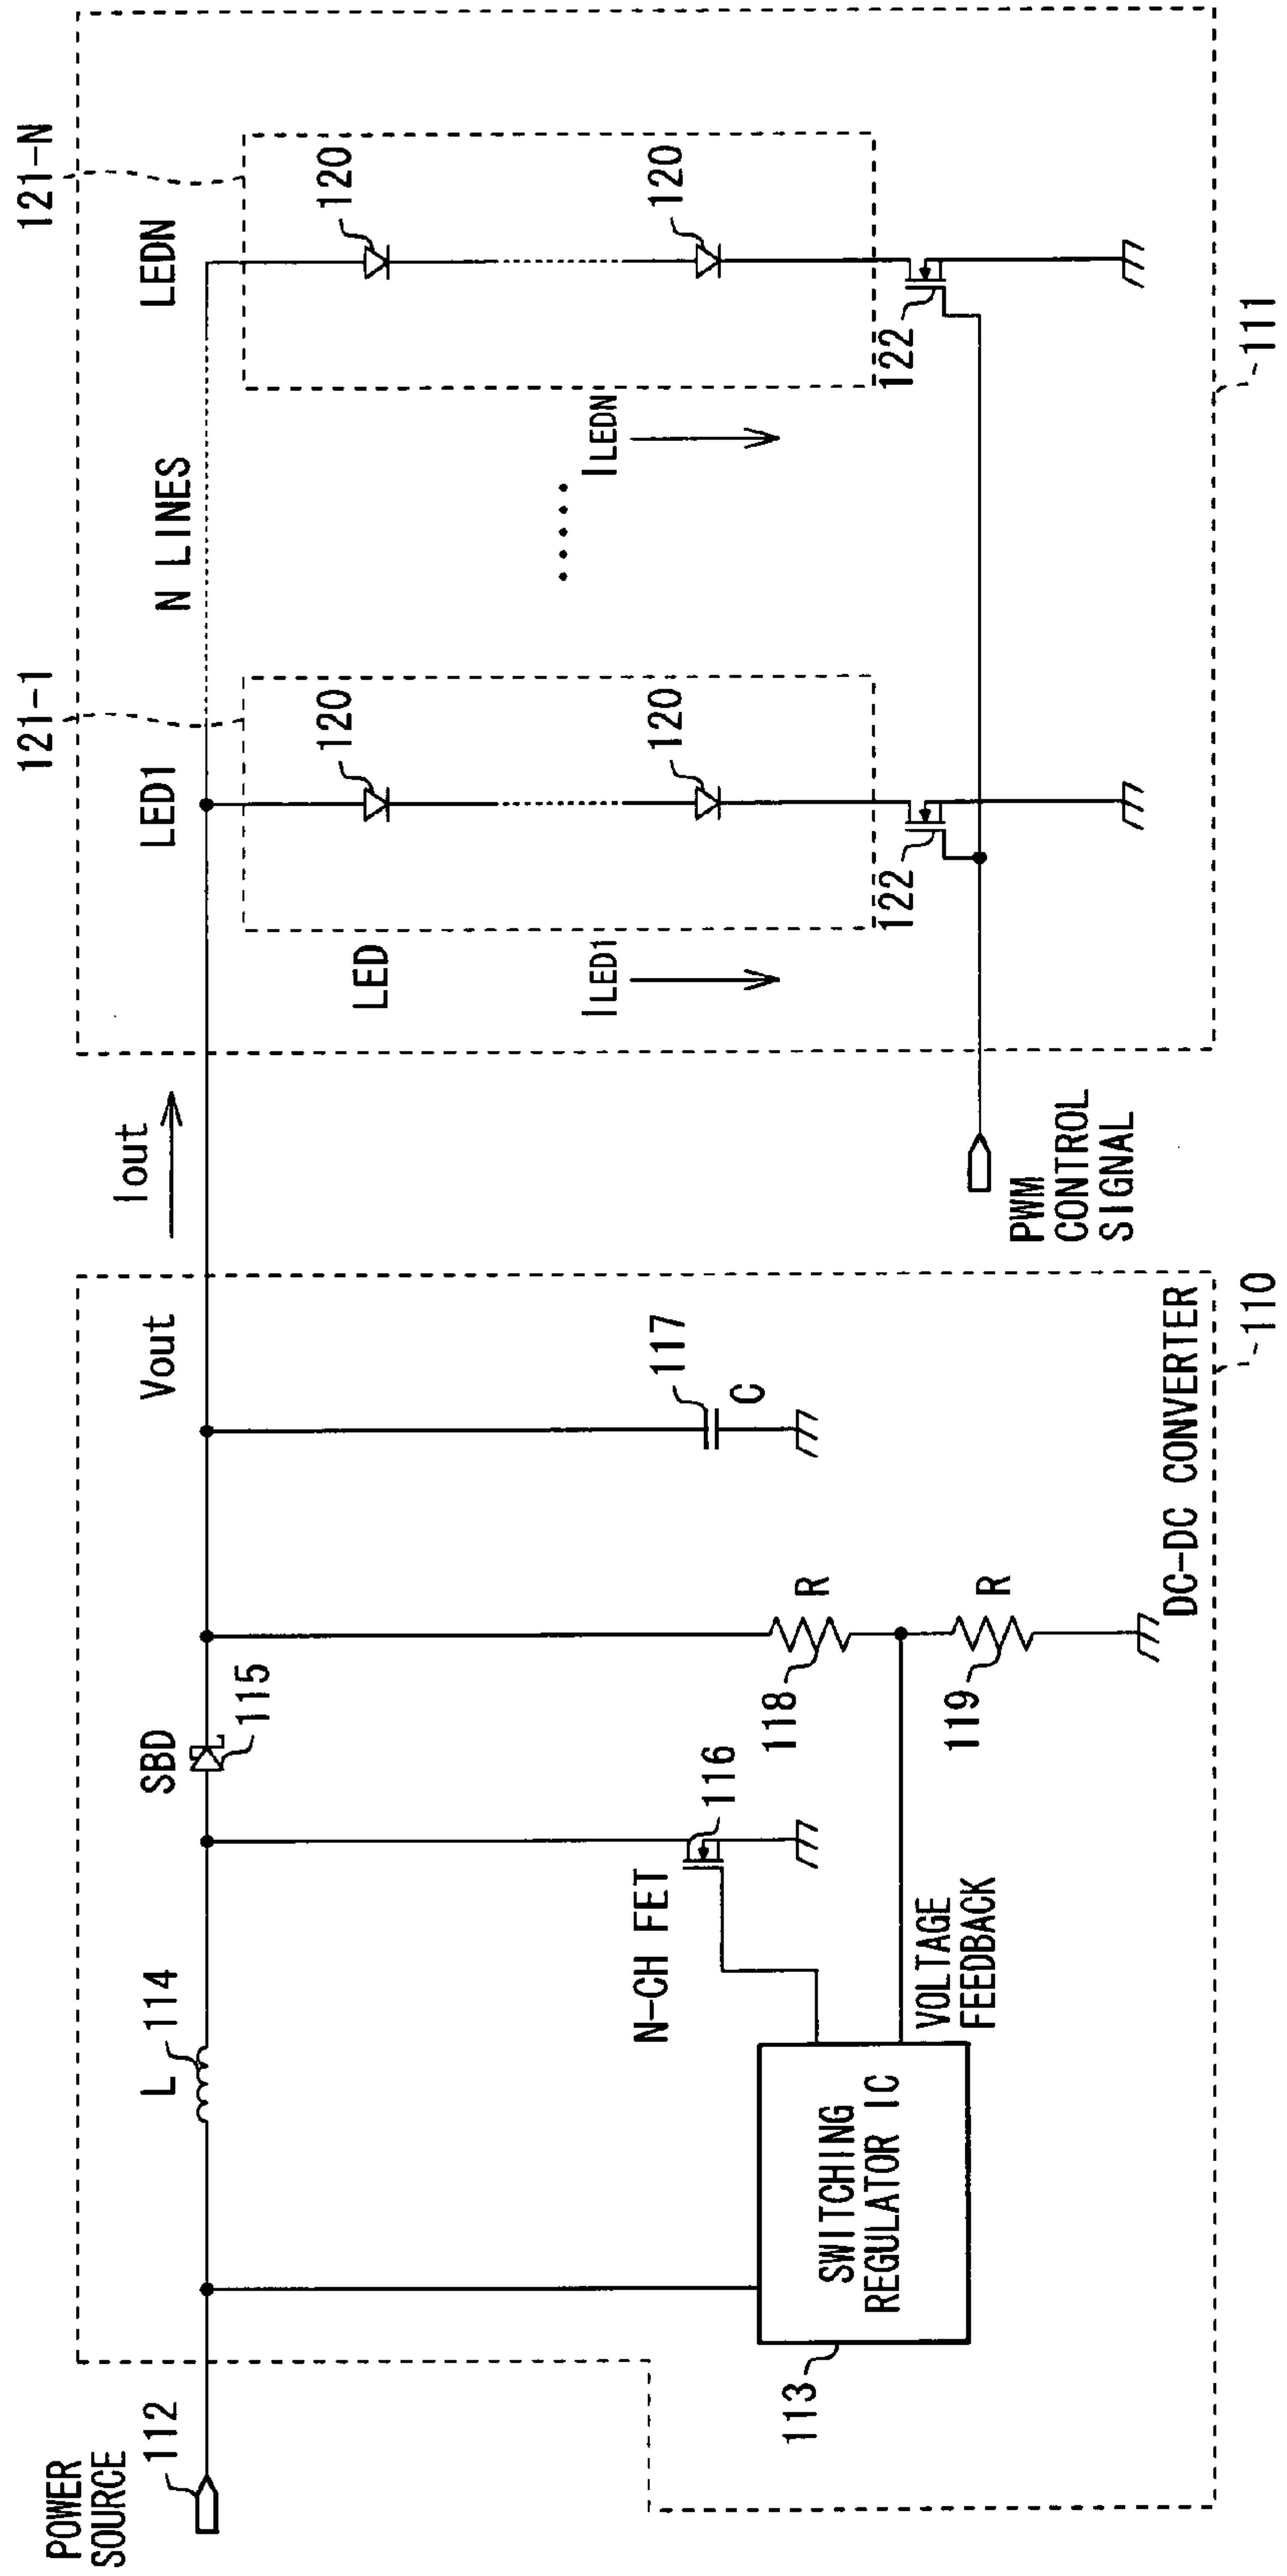 POWER
SOURCE
112
L
114
SBD
115
Vout
Iout
N-CH FET
116
117
C
118
R
119
R
SWITCHING
REGULATOR IC
113
VOLTAGE
FEEDBACK
DC-DC CONVERTER
110
121-1
121-N
LED1
N LINES
LEDN
LED
120
120
120
120
ILED1
.....
ILEDN
122
122
PWM
CONTROL
SIGNAL
111